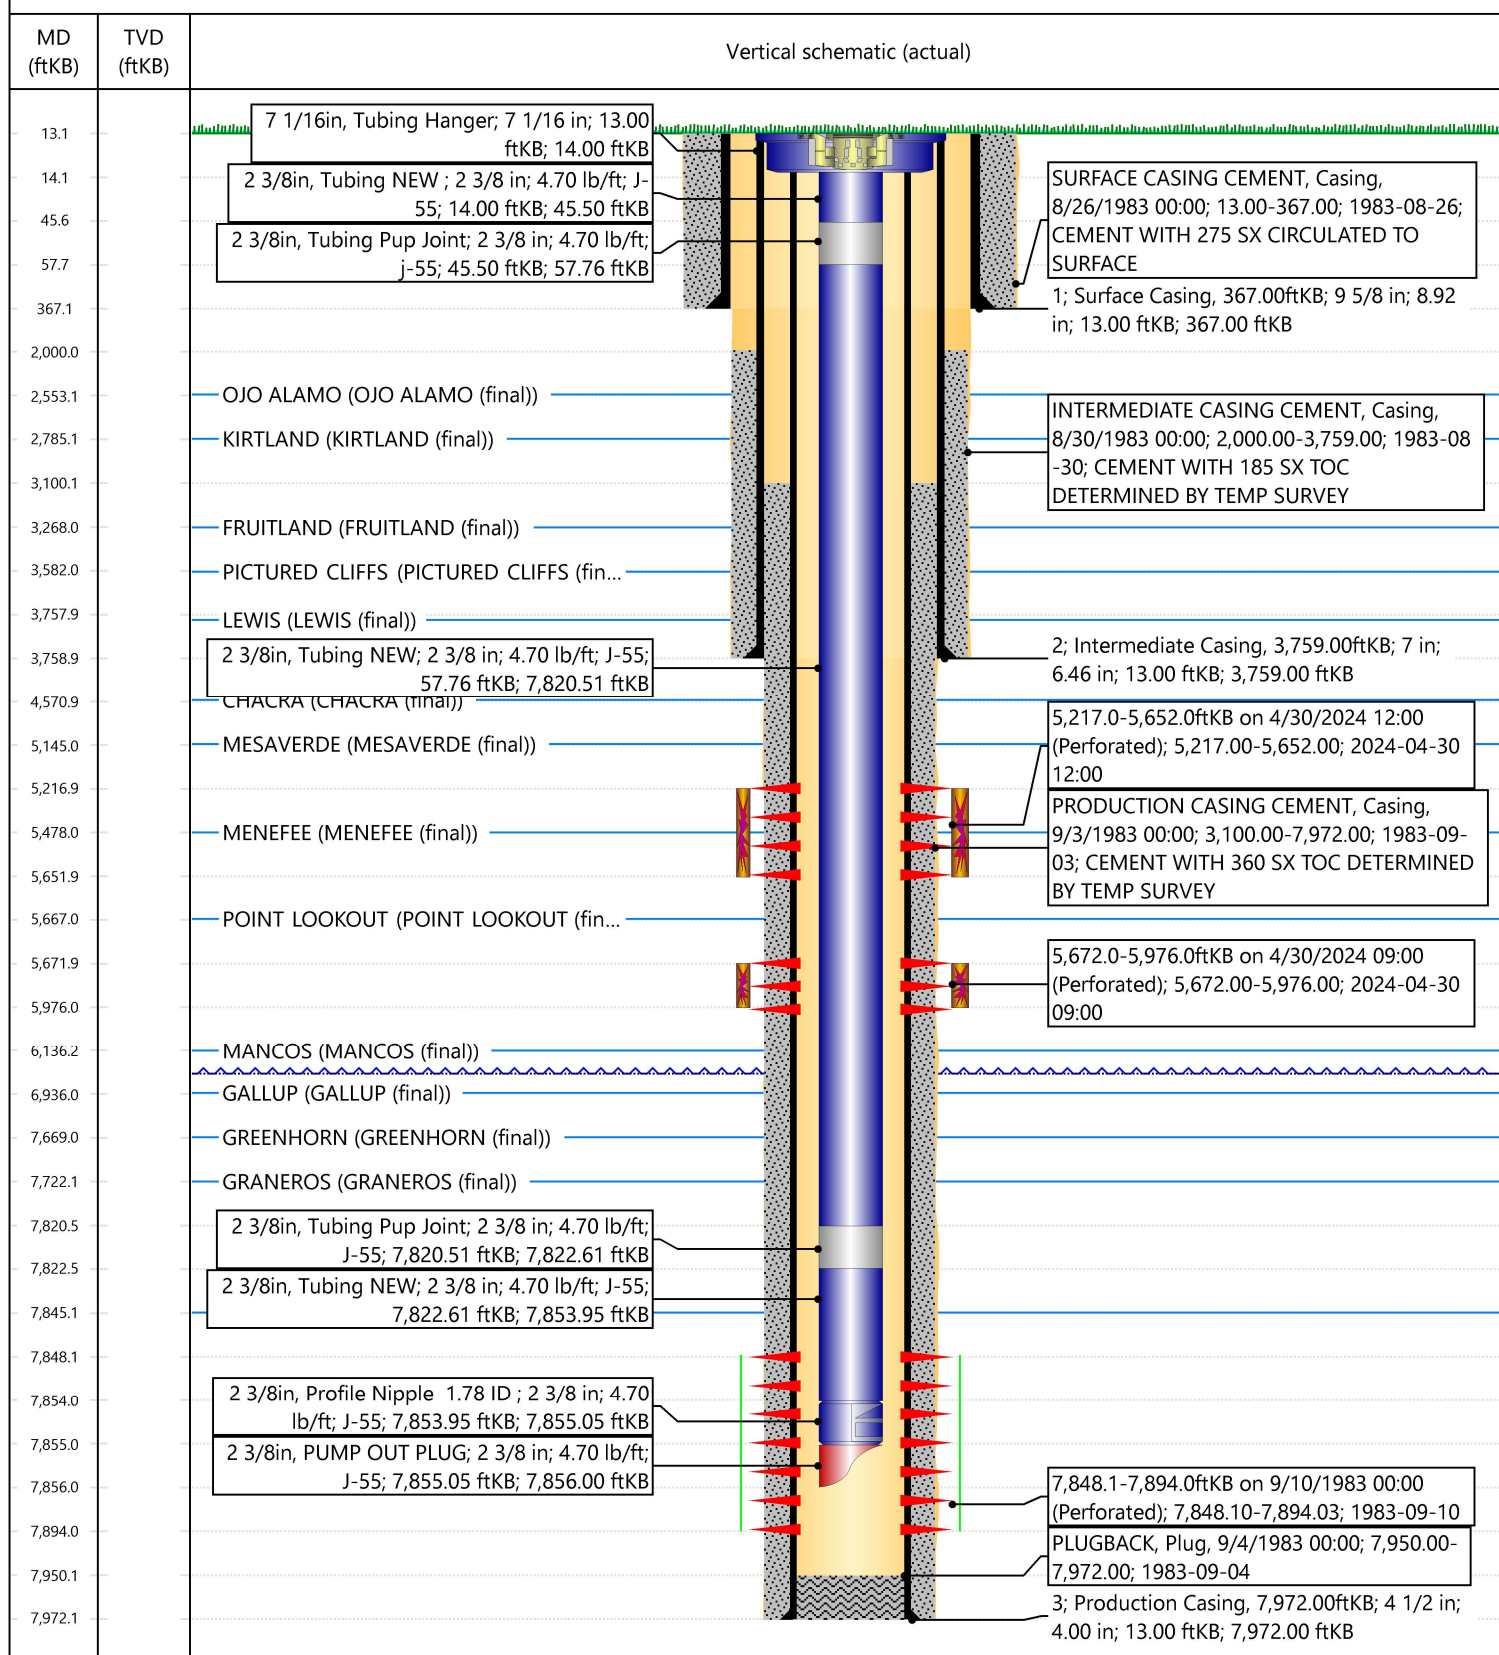 MD
(ftKB)
TVD
(ftKB)
Vertical schematic (actual)
13.1
14.1
45.6
57.7
367.1
2,000.0
2,553.1
2,785.1
3,100.1
3,268.0
3,582.0
3,757.9
3,758.9
4,570.9
5,145.0
5,216.9
5,478.0
5,651.9
5,667.0
5,671.9
5,976.0
6,136.2
6,936.0
7,669.0
7,722.1
7,820.5
7,822.5
7,845.1
7,848.1
7,854.0
7,855.0
7,856.0
7,894.0
7,950.1
7,972.1
7 1/16in, Tubing Hanger; 7 1/16 in; 13.00
ftKB; 14.00 ftKB
2 3/8in, Tubing NEW ; 2 3/8 in; 4.70 lb/ft; J-
55; 14.00 ftKB; 45.50 ftKB
2 3/8in, Tubing Pup Joint; 2 3/8 in; 4.70 lb/ft;
j-55; 45.50 ftKB; 57.76 ftKB
OJO ALAMO (OJO ALAMO (final))
KIRTLAND (KIRTLAND (final))
FRUITLAND (FRUITLAND (final))
PICTURED CLIFFS (PICTURED CLIFFS (fin...
LEWIS (LEWIS (final))
2 3/8in, Tubing NEW; 2 3/8 in; 4.70 lb/ft; J-55;
57.76 ftKB; 7,820.51 ftKB
CHACRA (CHACRA (final))
MESAVERDE (MESAVERDE (final))
MENEFEE (MENEFEE (final))
POINT LOOKOUT (POINT LOOKOUT (fin...
MANCOS (MANCOS (final))
GALLUP (GALLUP (final))
GREENHORN (GREENHORN (final))
GRANEROS (GRANEROS (final))
2 3/8in, Tubing Pup Joint; 2 3/8 in; 4.70 lb/ft;
J-55; 7,820.51 ftKB; 7,822.61 ftKB
2 3/8in, Tubing NEW; 2 3/8 in; 4.70 lb/ft; J-55;
7,822.61 ftKB; 7,853.95 ftKB
2 3/8in, Profile Nipple 1.78 ID ; 2 3/8 in; 4.70
lb/ft; J-55; 7,853.95 ftKB; 7,855.05 ftKB
2 3/8in, PUMP OUT PLUG; 2 3/8 in; 4.70 lb/ft;
J-55; 7,855.05 ftKB; 7,856.00 ftKB
SURFACE CASING CEMENT, Casing,
8/26/1983 00:00; 13.00-367.00; 1983-08-26;
CEMENT WITH 275 SX CIRCULATED TO
SURFACE
1; Surface Casing, 367.00ftKB; 9 5/8 in; 8.92
in; 13.00 ftKB; 367.00 ftKB
INTERMEDIATE CASING CEMENT, Casing,
8/30/1983 00:00; 2,000.00-3,759.00; 1983-08
-30; CEMENT WITH 185 SX TOC
DETERMINED BY TEMP SURVEY
2; Intermediate Casing, 3,759.00ftKB; 7 in;
6.46 in; 13.00 ftKB; 3,759.00 ftKB
5,217.0-5,652.0ftKB on 4/30/2024 12:00
(Perforated); 5,217.00-5,652.00; 2024-04-30
12:00
PRODUCTION CASING CEMENT, Casing,
9/3/1983 00:00; 3,100.00-7,972.00; 1983-09-
03; CEMENT WITH 360 SX TOC DETERMINED
BY TEMP SURVEY
5,672.0-5,976.0ftKB on 4/30/2024 09:00
(Perforated); 5,672.00-5,976.00; 2024-04-30
09:00
7,848.1-7,894.0ftKB on 9/10/1983 00:00
(Perforated); 7,848.10-7,894.03; 1983-09-10
PLUGBACK, Plug, 9/4/1983 00:00; 7,950.00-
7,972.00; 1983-09-04
3; Production Casing, 7,972.00ftKB; 4 1/2 in;
4.00 in; 13.00 ftKB; 7,972.00 ftKB